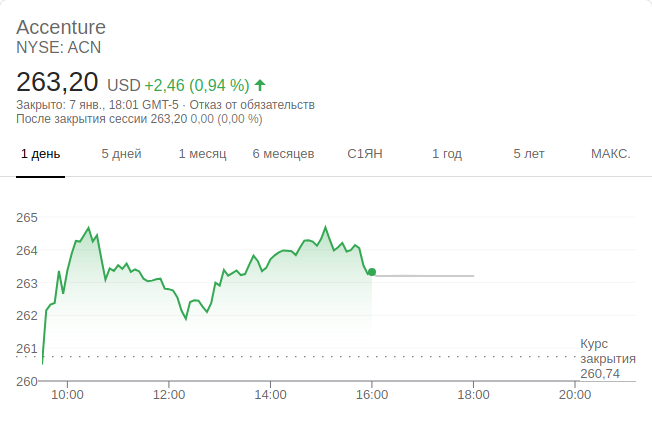 Accenture
NYSE: ACN
263,20 USD +2,46 (0,94 %)
Закрыто: 7 янв., 18:01 GMT-5 · Отказ от обязательств
После закрытия сессии 263,20 0,00 (0,00 %)
1 день 5 дней 1 месяц 6 месяцев С1ЯН 1 год 5 лет МАКС.
265
264
263
262
261
260
Курс
закрытия
260,74
10:00 12:00 14:00 16:00 18:00 20:00